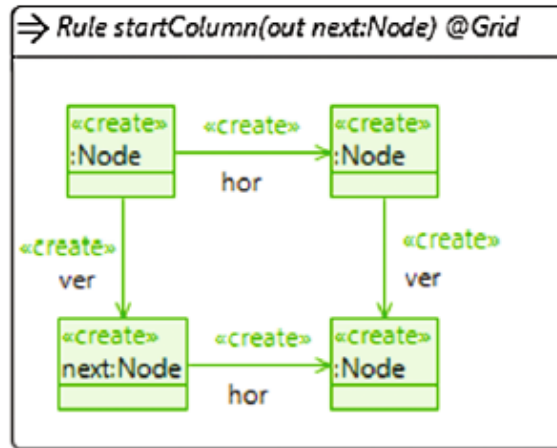 Rule startColumn(out next:Node) @Grid
«create» «create» «create»
:Node :Node
hor
«create» «create»
ver ver
«create» «create» «create»
next:Node :Node
hor